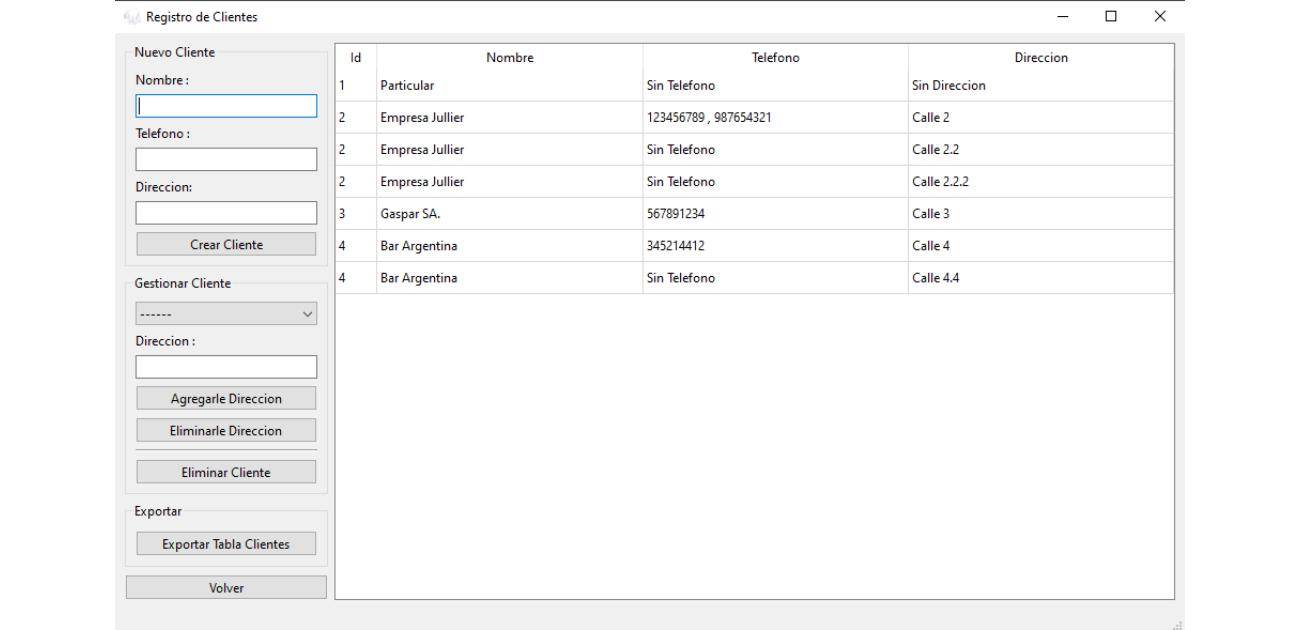 Registro de Clientes
Nuevo Cliente
Nombre :
Telefono :
Direccion:
Crear Cliente
Gestionar Cliente
------
Direccion :
Agregarle Direccion
Eliminarle Direccion
Eliminar Cliente
Exportar
Exportar Tabla Clientes
Volver
Id Nombre Telefono Direccion
1 Particular Sin Telefono Sin Direccion
2 Empresa Jullier 123456789 , 987654321 Calle 2
2 Empresa Jullier Sin Telefono Calle 2.2
2 Empresa Jullier Sin Telefono Calle 2.2.2
3 Gaspar SA. 567891234 Calle 3
4 Bar Argentina 345214412 Calle 4
4 Bar Argentina Sin Telefono Calle 4.4